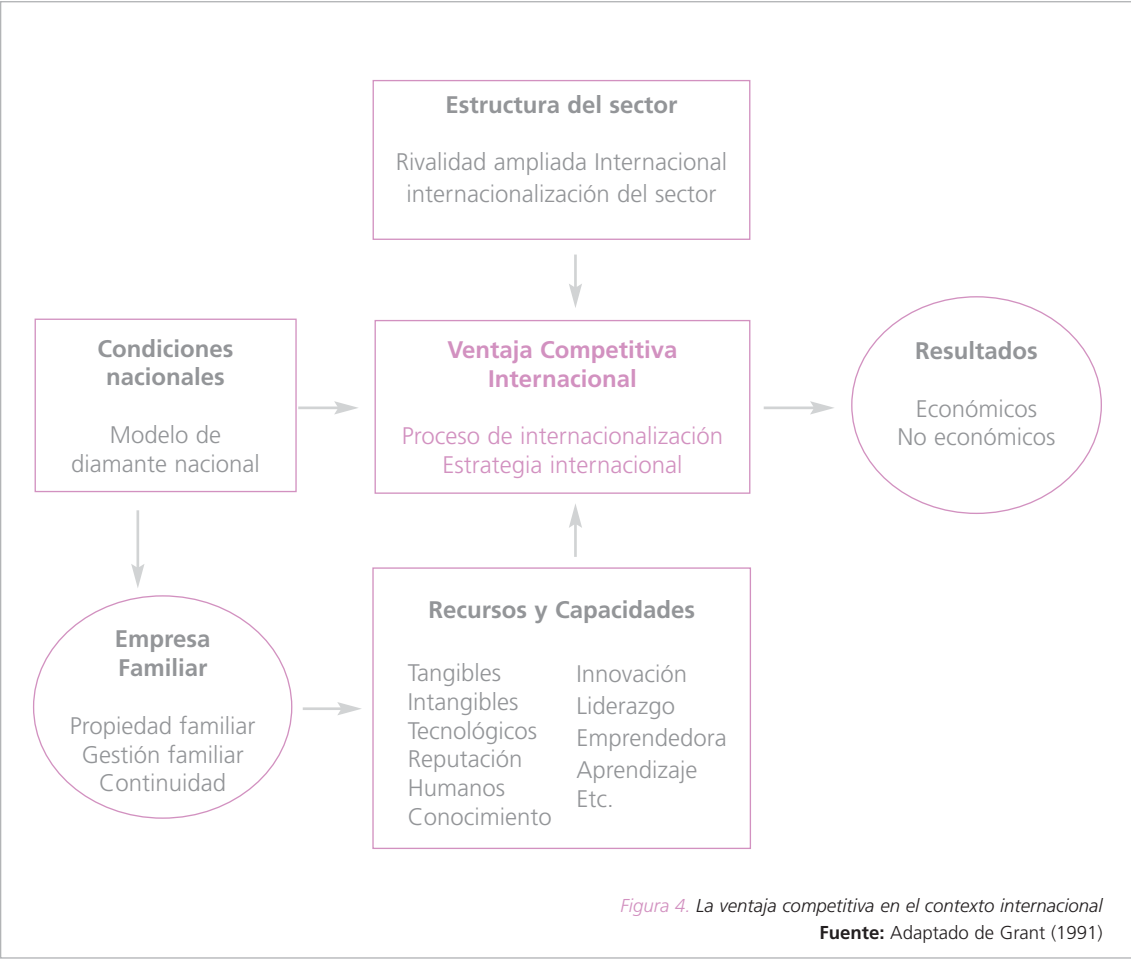 Estructura del sector
Rivalidad ampliada Internacional
internacionalización del sector
Condiciones
nacionales
Modelo de
diamante nacional
Ventaja Competitiva
Internacional
Proceso de internacionalización
Estrategia internacional
Resultados
Económicos
No económicos
Empresa
Familiar
Propiedad familiar
Gestión familiar
Continuidad
Recursos y Capacidades
Tangibles
Intangibles
Tecnológicos
Reputación
Humanos
Conocimiento
Innovación
Liderazgo
Emprendedora
Aprendizaje
Etc.
Figura 4. La ventaja competitiva en el contexto internacional
Fuente: Adaptado de Grant (1991)